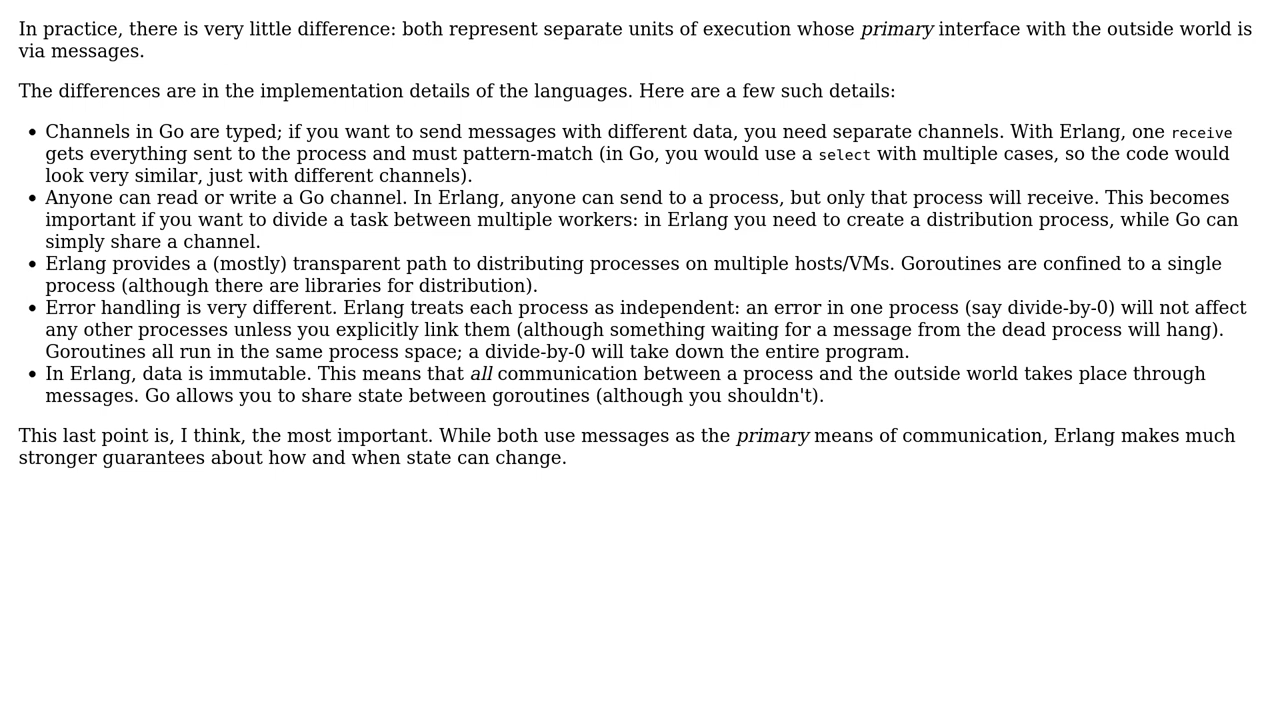 In practice, there is very little difference: both represent separate units of execution whose primary interface with the outside world is
via messages.
The differences are in the implementation details of the languages. Here are a few such details:
• Channels in Go are typed; if you want to send messages with different data, you need separate channels. With Erlang, one receive
gets everything sent to the process and must pattern-match (in Go, you would use a select with multiple cases, so the code would
look very similar, just with different channels).
• Anyone can read or write a Go channel. In Erlang, anyone can send to a process, but only that process will receive. This becomes
important if you want to divide a task between multiple workers: in Erlang you need to create a distribution process, while Go can
simply share a channel.
• Erlang provides a (mostly) transparent path to distributing processes on multiple hosts/VMs. Goroutines are confined to a single
process (although there are libraries for distribution).
• Error handling is very different. Erlang treats each process as independent: an error in one process (say divide-by-0) will not affect
any other processes unless you explicitly link them (although something waiting for a message from the dead process will hang).
Goroutines all run in the same process space; a divide-by-0 will take down the entire program.
• In Erlang, data is immutable. This means that all communication between a process and the outside world takes place through
messages. Go allows you to share state between goroutines (although you shouldn't).
This last point is, I think, the most important. While both use messages as the primary means of communication, Erlang makes much
stronger guarantees about how and when state can change.